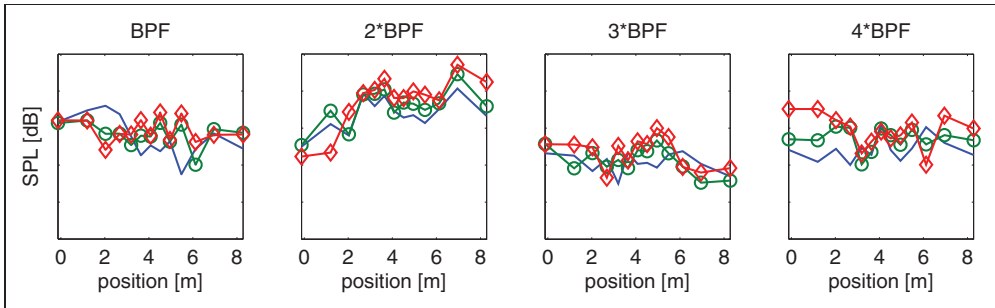 BPF
2*BPF
3*BPF
4*BPF
SPL [dB]
0 2 4 6 8
0 2 4 6 8
0 2 4 6 8
0 2 4 6 8
position [m]
position [m]
position [m]
position [m]